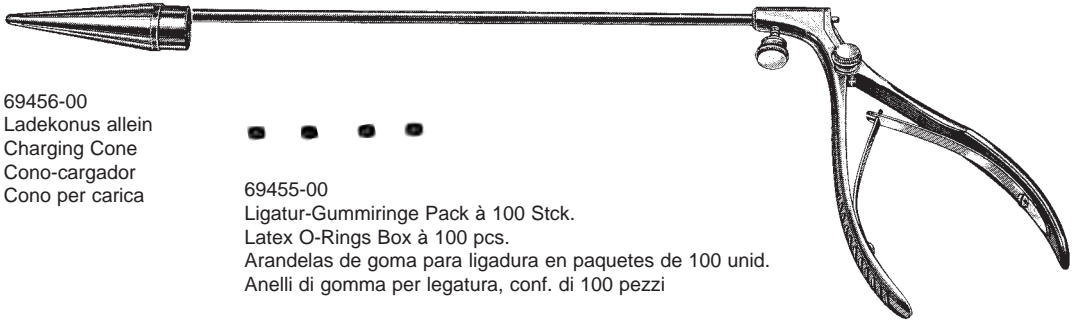 69456-00
Ladekonus allein
Charging Cone
Cono-cargador
Cono per carica
69455-00
Ligatur-Gummiringe Pack à 100 Stck.
Latex O-Rings Box à 100 pcs.
Arandelas de goma para ligadura en paquetes de 100 unid.
Anelli di gomma per legatura, conf. di 100 pezzi